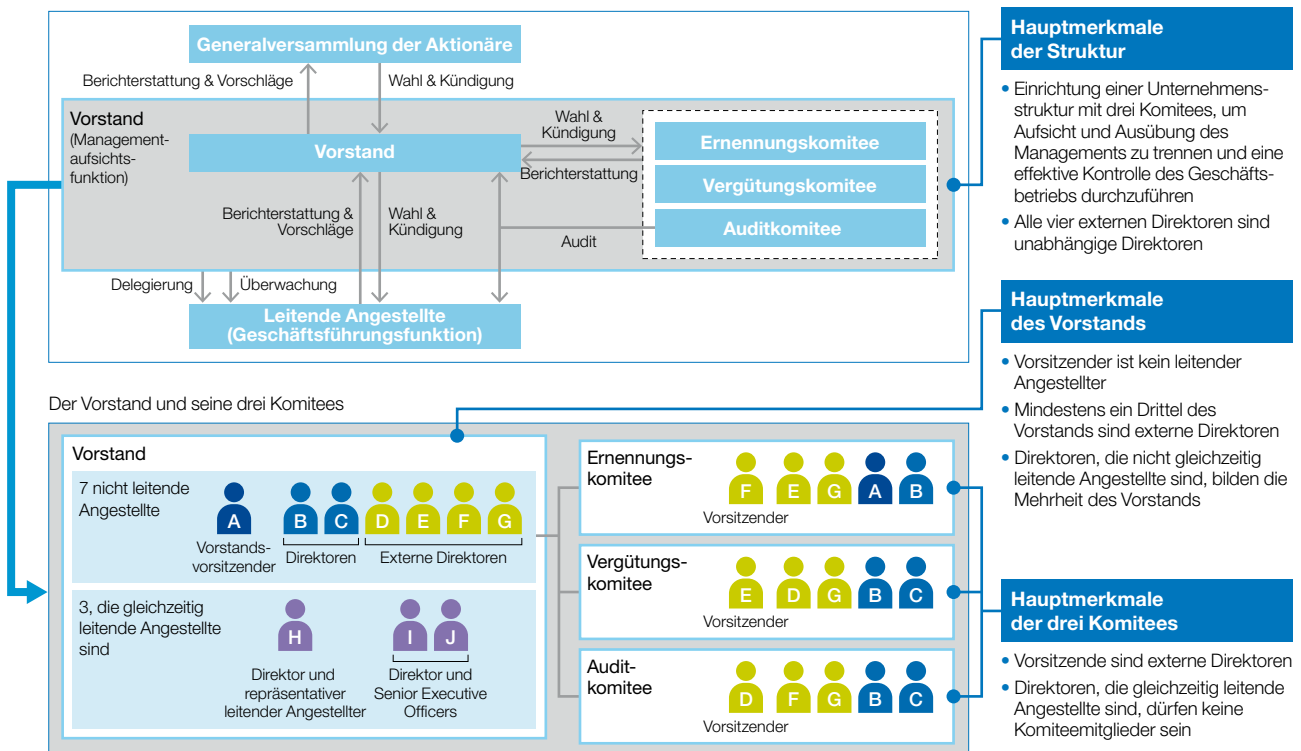 Generalversammlung der Aktionäre
Berichterstattung & Vorschläge
Wahl & Kündigung
Vorstand
(Management-
aufsichts-
funktion)
Vorstand
Wahl &
Kündigung
Berichterstattung
Ernennungskomitee
Vergütungskomitee
Auditkomitee
Berichterstattung &
Vorschläge
Wahl &
Kündigung
Audit
Delegierung
Überwachung
Leitende Angestellte
(Geschäftsführungsfunktion)
Hauptmerkmale
der Struktur
• Einrichtung einer Unternehmens-
struktur mit drei Komitees, um
Aufsicht und Ausübung des
Managements zu trennen und eine
effektive Kontrolle des Geschäfts-
betriebs durchzuführen
• Alle vier externen Direktoren sind
unabhängige Direktoren
Hauptmerkmale
des Vorstands
• Vorsitzender ist kein leitender
Angestellter
• Mindestens ein Drittel des
Vorstands sind externe Direktoren
• Direktoren, die nicht gleichzeitig
leitende Angestellte sind, bilden die
Mehrheit des Vorstands
Hauptmerkmale
der drei Komitees
• Vorsitzende sind externe Direktoren
• Direktoren, die gleichzeitig leitende
Angestellte sind, dürfen keine
Komiteemitglieder sein
Der Vorstand und seine drei Komitees
Vorstand
7 nicht leitende
Angestellte
A B C D E F G
Vorstands-
vorsitzender
Direktoren
Externe Direktoren
3, die gleichzeitig
leitende Angestellte
sind
H I J
Direktor und
repräsentativer
leitender Angestellter
Direktor und
Senior Executive
Officers
Ernennungs-
komitee
F E G A B
Vorsitzender
Vergütungs-
komitee
E D G B C
Vorsitzender
Audit-
komitee
D F G B C
Vorsitzender